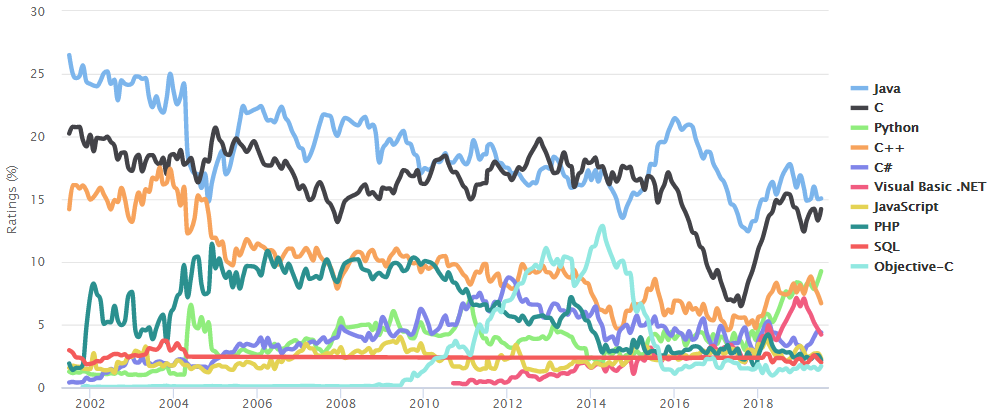 30
25
20
15
10
5
0
Ratings (%)
2002 2004 2006 2008 2010 2012 2014 2016 2018
Java
C
Python
C++
C#
Visual Basic .NET
JavaScript
PHP
SQL
Objective-C